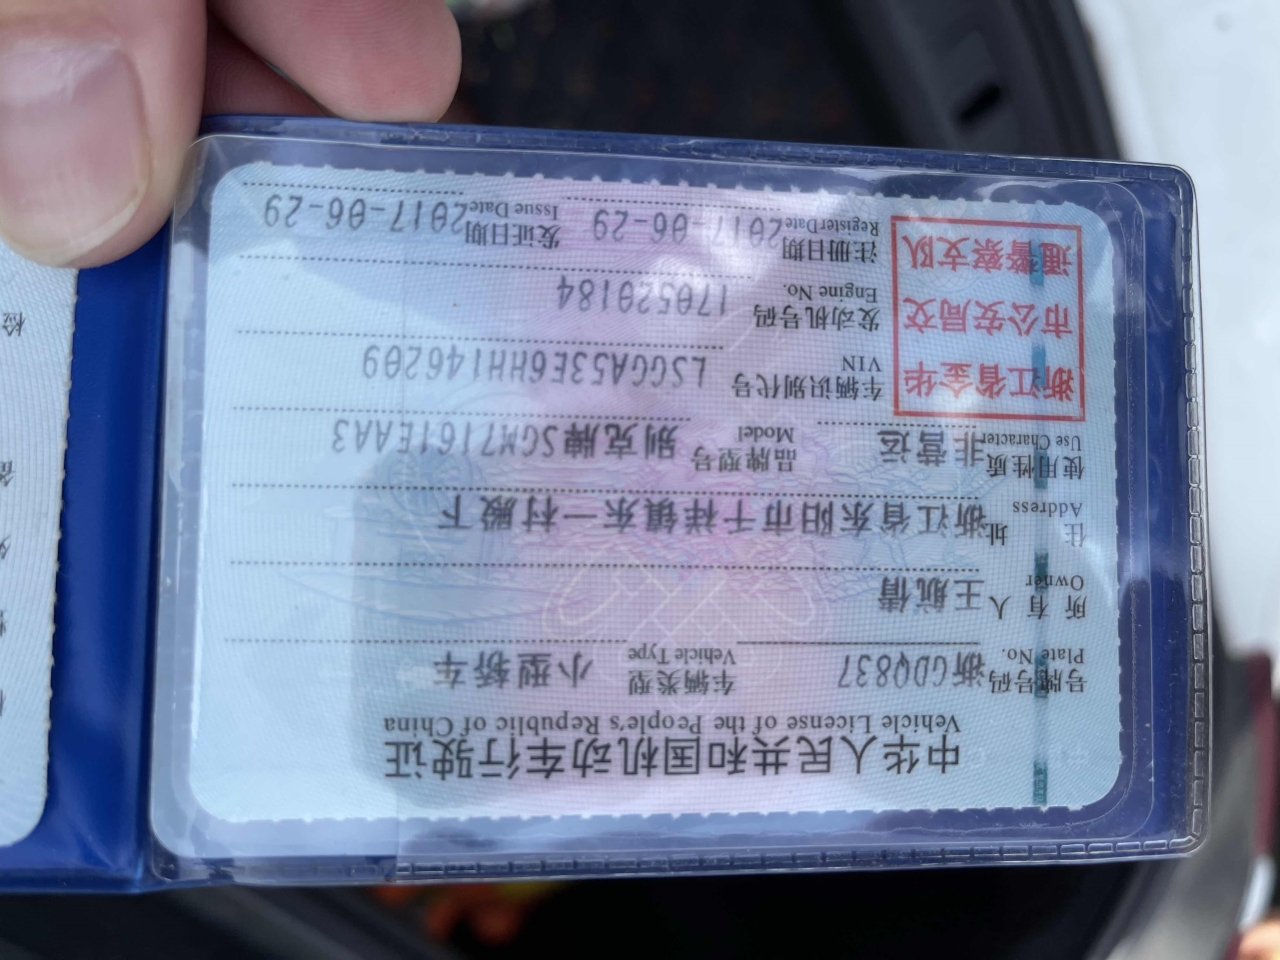 中华人民共和国机动车行驶证
Vehicle License of the People's Republic of China
号牌号码 浙GDQ837 车辆类型 小型轿车
Plate No. Vehicle Type
所有人 王航倩
Owner
住址 浙江省东阳市千祥镇东一村殿下
Address
使用性质 非营运 品牌型号 别克牌SGM7161EAA3
Use Character Model
浙江省金华
市公安局交
通警察支队
车辆识别代号 LSGGA53E6HH146209
VIN
发动机号码 170520184
Engine No.
注册日期 2017-06-29 发证日期 2017-06-29
Register Date Issue Date
检